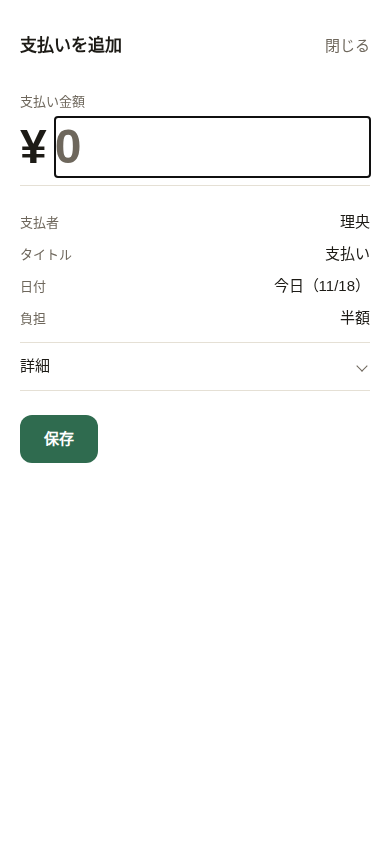 支払いを追加 閉じる
支払い金額
¥ 0
支払者 理央
タイトル 支払い
日付 今日（11/18）
負担 半額
詳細
保存